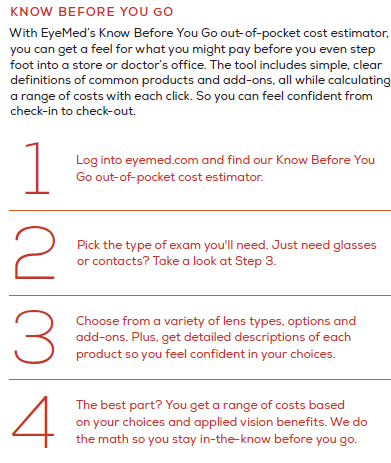 KNOW BEFORE YOU GO
With EyeMed's Know Before You Go out-of-pocket cost estimator,
you can get a feel for what you might pay before you even step
foot into a store or doctor's office. The tool includes simple, clear
definitions of common products and add-ons, all while calculating
a range of costs with each click. So you can feel confident from
check-in to check-out.
1
Log into eyemed.com and find our Know Before You
Go out-of-pocket cost estimator.
2
Pick the type of exam you'll need. Just need glasses
or contacts? Take a look at Step 3.
3
Choose from a variety of lens types, options and
add-ons. Plus, get detailed descriptions of each
product so you feel confident in your choices.
4
The best part? You get a range of costs based
on your choices and applied vision benefits. We do
the math so you stay in-the-know before you go.